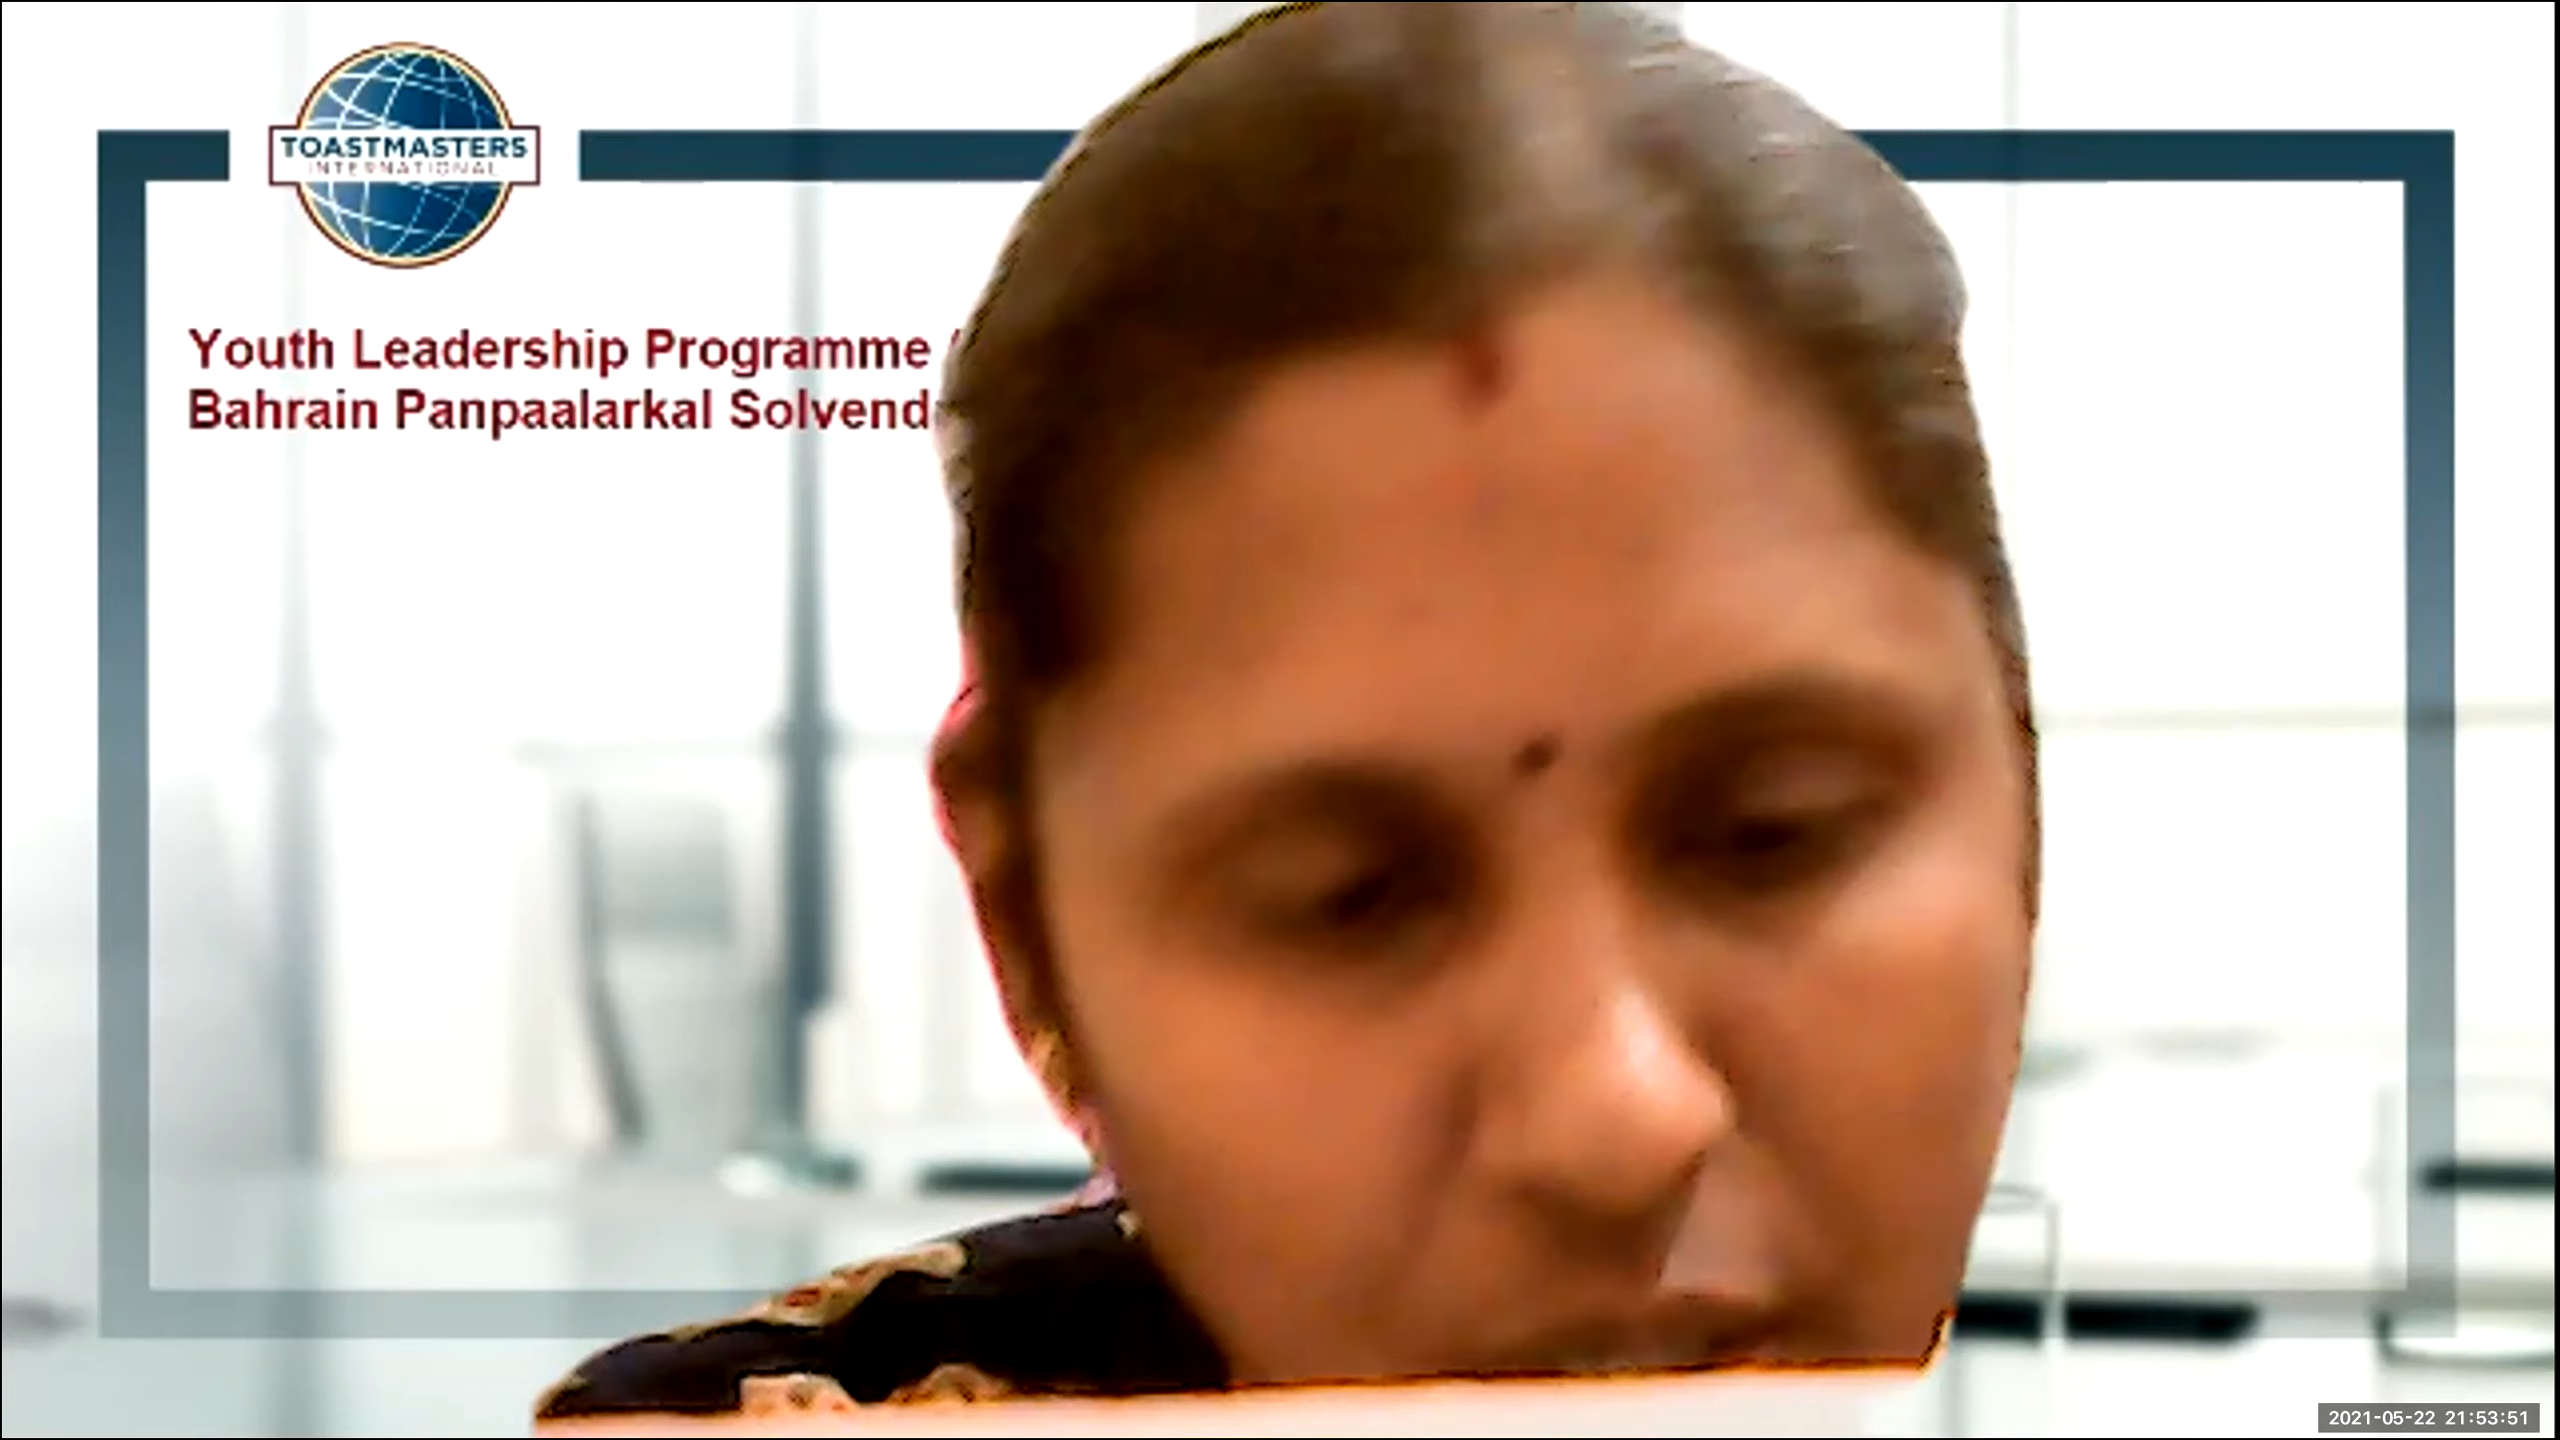 TOASTMASTERS
INTERNATIONAL
Youth Leadership Programme
Bahrain Panpaalarkal Solvend
2021-05-22 21:53:51